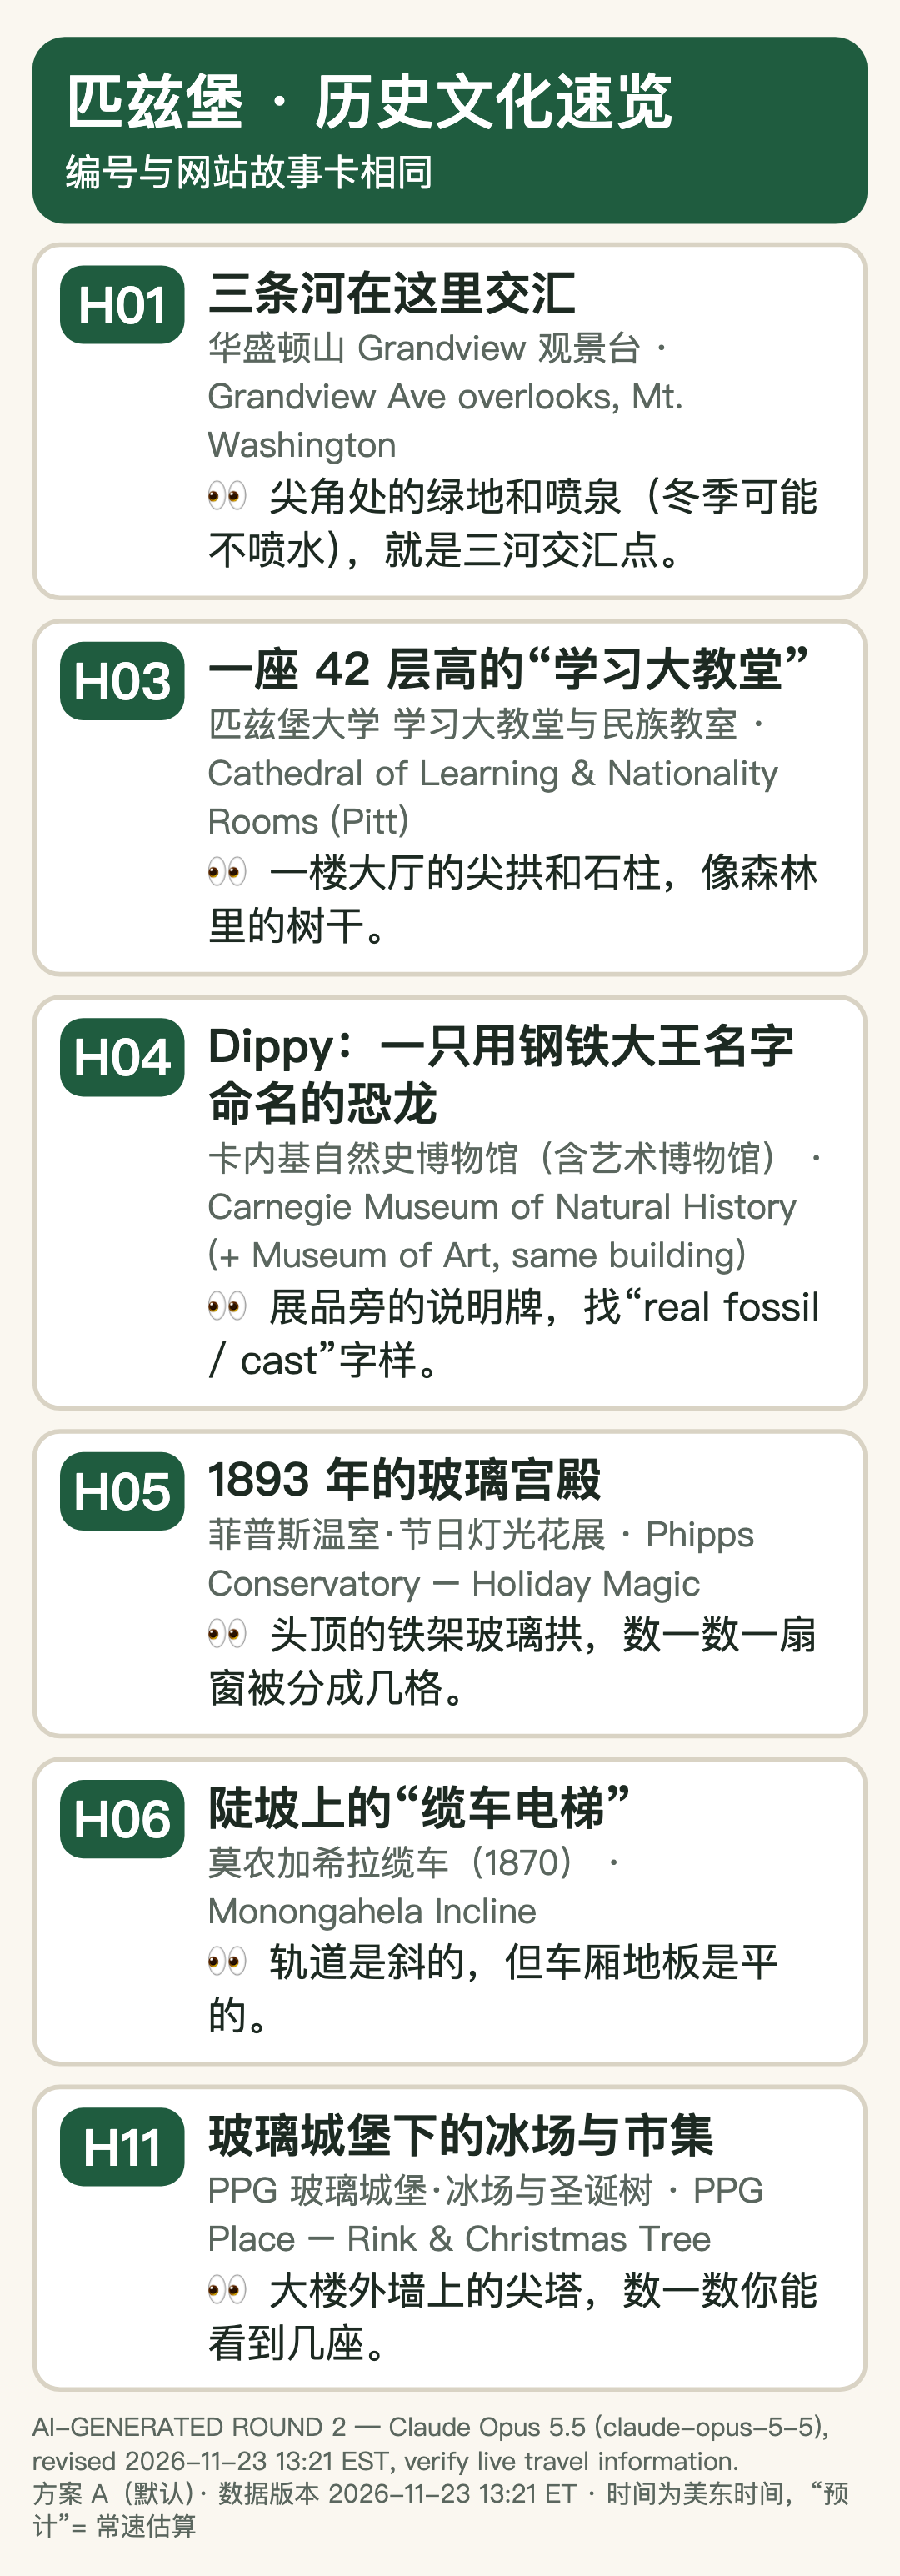 匹兹堡 · 历史文化速览
编号与网站故事卡相同
H01
三条河在这里交汇
华盛顿山 Grandview 观景台 ·
Grandview Ave overlooks, Mt.
Washington
👀 尖角处的绿地和喷泉（冬季可能
不喷水），就是三河交汇点。
H03
一座 42 层高的“学习大教堂”
匹兹堡大学 学习大教堂与民族教室 ·
Cathedral of Learning & Nationality
Rooms (Pitt)
👀 一楼大厅的尖拱和石柱，像森林
里的树干。
H04
Dippy：一只用钢铁大王名字
命名的恐龙
卡内基自然史博物馆（含艺术博物馆） ·
Carnegie Museum of Natural History
(+ Museum of Art, same building)
👀 展品旁的说明牌，找“real fossil
/ cast”字样。
H05
1893 年的玻璃宫殿
菲普斯温室·节日灯光花展 · Phipps
Conservatory — Holiday Magic
👀 头顶的铁架玻璃拱，数一数一扇
窗被分成几格。
H06
陡坡上的“缆车电梯”
莫农加希拉缆车（1870） ·
Monongahela Incline
👀 轨道是斜的，但车厢地板是平
的。
H11
玻璃城堡下的冰场与市集
PPG 玻璃城堡·冰场与圣诞树 · PPG
Place — Rink & Christmas Tree
👀 大楼外墙上的尖塔，数一数你能
看到几座。
AI-GENERATED ROUND 2 — Claude Opus 5.5 (claude-opus-5-5),
revised 2026-11-23 13:21 EST, verify live travel information.
方案 A（默认）· 数据版本 2026-11-23 13:21 ET · 时间为美东时间，“预
计”= 常速估算